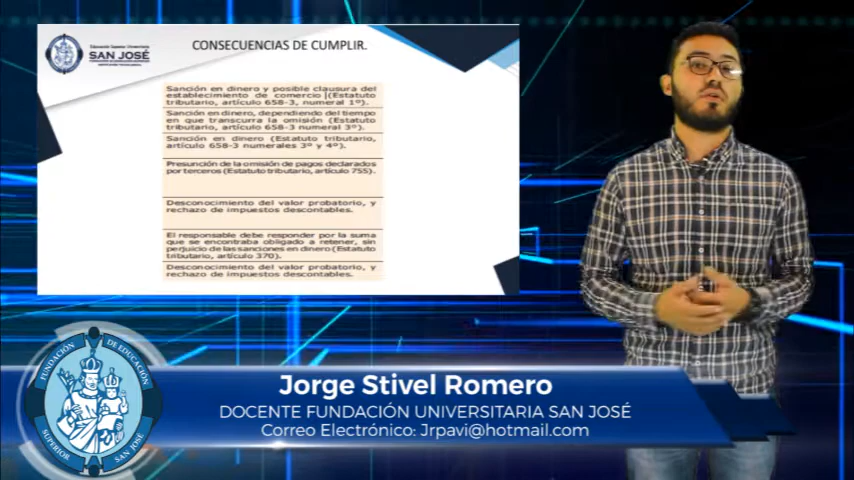 Educación Superior Universitaria
SAN JOSÉ
CONSECUENCIAS DE CUMPLIR.
Sanción en dinero y posible clausura del
establecimiento de comercio (Estatuto
tributario, artículo 658-3, numeral 1º).
Sanción en dinero, dependiendo del tiempo
en que transcurra la omisión (Estatuto
tributario, artículo 658-3 numeral 3º).
Sanción en dinero (Estatuto tributario,
artículo 658-3 numerales 3º y 4º).
Presunción de la omisión de pagos declarados
por terceros (Estatuto tributario, artículo 755).
Desconocimiento del valor probatorio, y
rechazo de impuestos descontables.
El responsable debe responder por la suma
que se encontraba obligado a retener, sin
perjuicio de las sanciones en dinero (Estatuto
tributario, artículo 370).
Desconocimiento del valor probatorio, y
rechazo de impuestos descontables.
FUNDACIÓN DE EDUCACIÓN
SUPERIOR SAN JOSÉ
Jorge Stivel Romero
DOCENTE FUNDACIÓN UNIVERSITARIA SAN JOSÉ
Correo Electrónico: Jrpavi@hotmail.com